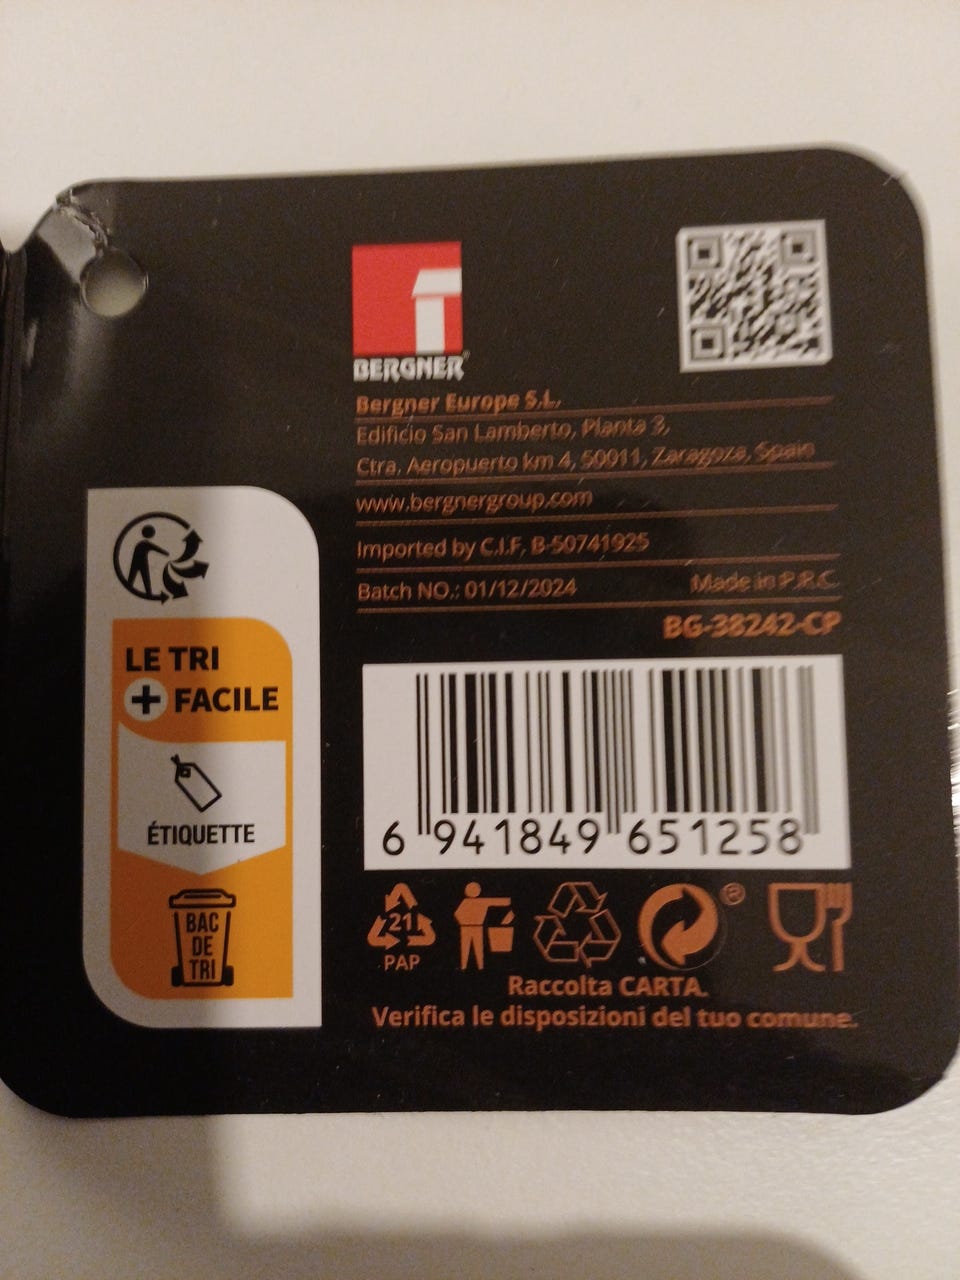 BERGNER®
Bergner Europe S.L.
Edificio San Lamberto, Planta 3,
Ctra, Aeropuerto km 4, 50011, Zaragoza, Spain
www.bergnergroup.com
Imported by C.I.F, B-50741925
Batch NO.: 01/12/2024 Made in P.R.C.
BG-38242-CP
6 941849 651258
21
PAP
®
Raccolta CARTA.
Verifica le disposizioni del tuo comune.
LE TRI
+ FACILE
ÉTIQUETTE
BAC
DE
TRI